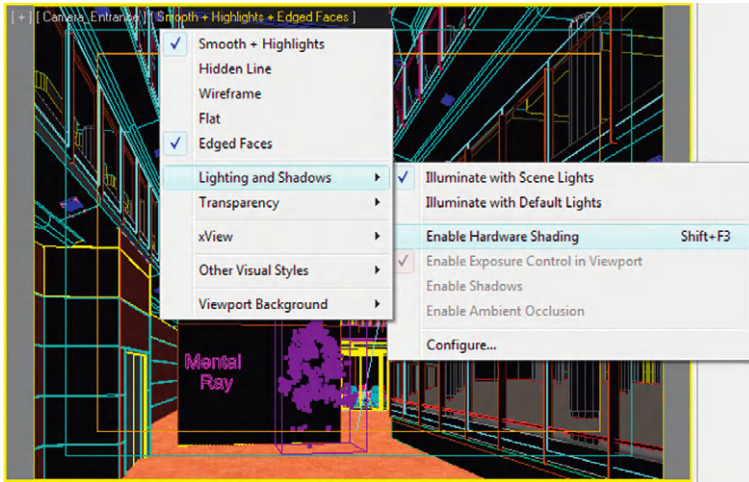 [ + ] [ Camera_Entrance ] [ Smooth + Highlights + Edged Faces ]
Smooth + Highlights
Hidden Line
Wireframe
Flat
Edged Faces
Lighting and Shadows
Transparency
xView
Other Visual Styles
Viewport Background
Illuminate with Scene Lights
Illuminate with Default Lights
Enable Hardware Shading Shift+F3
Enable Exposure Control in Viewport
Enable Shadows
Enable Ambient Occlusion
Configure...
Mental
Ray